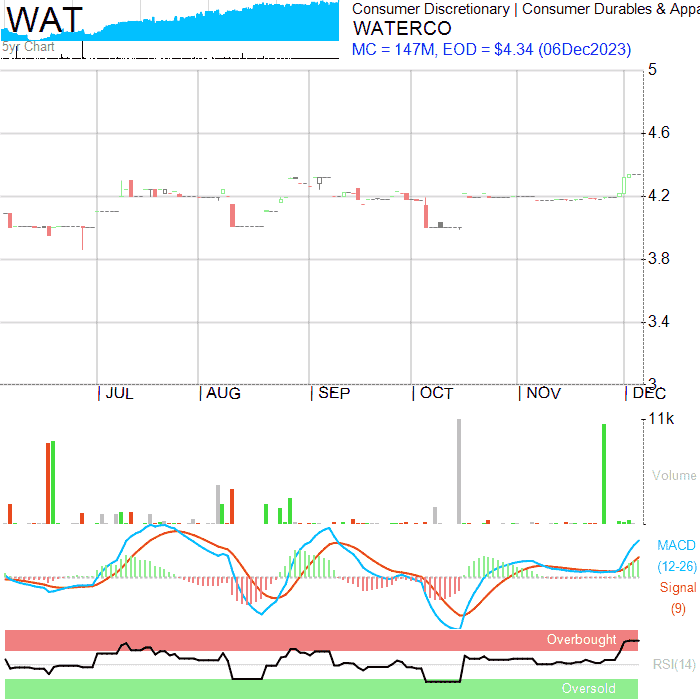 WAT
5yr Chart
Consumer Discretionary | Consumer Durables & Appa
WATERCO
MC = 147M, EOD = $4.34 (06Dec2023)
5
4.6
4.2
3.8
3.4
3
JUL
AUG
SEP
OCT
NOV
DEC
11k
Volume
MACD
(12-26)
Signal
(9)
Overbought
RSI(14)
Oversold